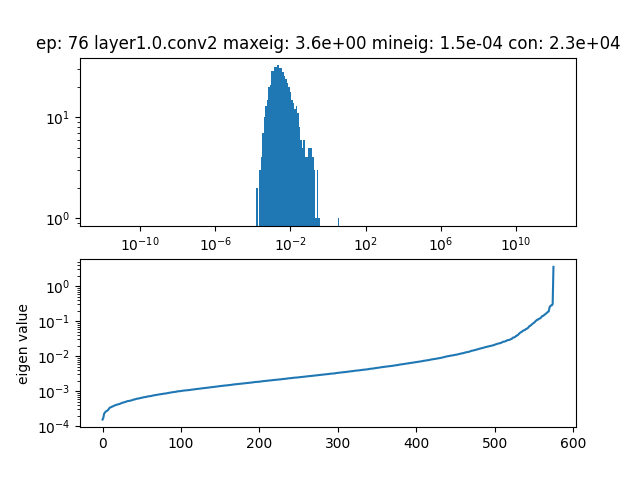 ep: 76 layer1.0.conv2 maxeig: 3.6e+00 mineig: 1.5e-04 con: 2.3e+04
10¹
10⁰
10⁻¹⁰ 10⁻⁶ 10⁻² 10² 10⁶ 10¹⁰
eigen value
10⁰
10⁻¹
10⁻²
10⁻³
10⁻⁴
0 100 200 300 400 500 600